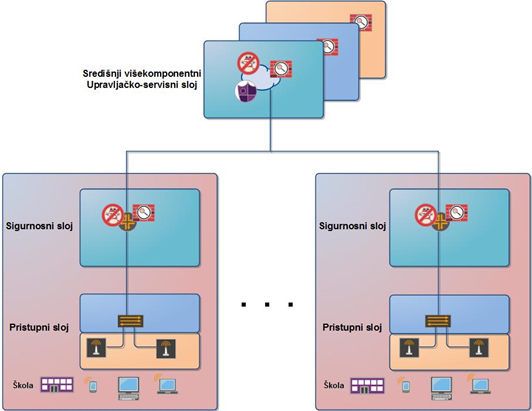 Središnji višekomponentni
Upravljačko-servisni sloj
Sigurnosni sloj
Pristupni sloj
Škola
. . .
Sigurnosni sloj
Pristupni sloj
Škola